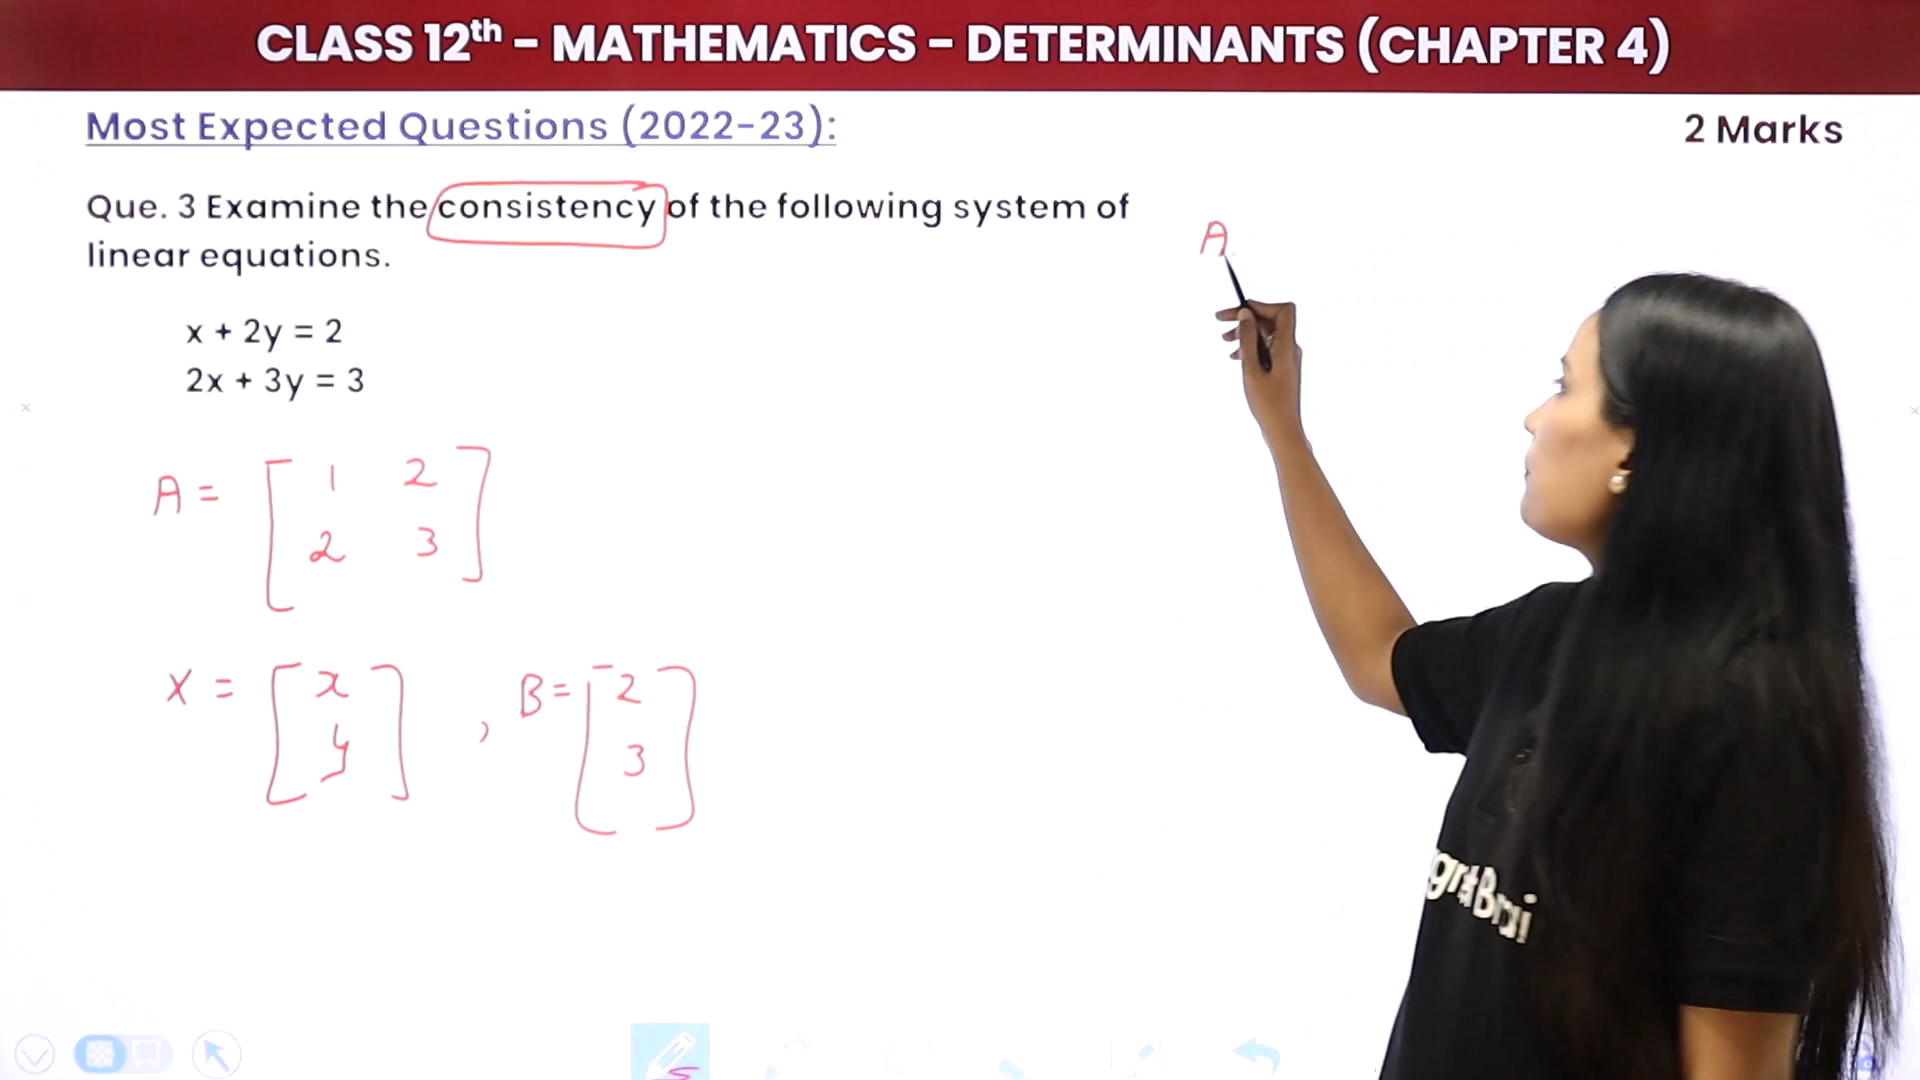 CLASS 12th – MATHEMATICS – DETERMINANTS (CHAPTER 4)
Most Expected Questions (2022-23):
2 Marks
Que. 3 Examine the consistency of the following system of
linear equations.
x + 2y = 2
2x + 3y = 3
A
A = [ 1 2
2 3 ]
X = [ x
y ] , B = [ 2
3 ]